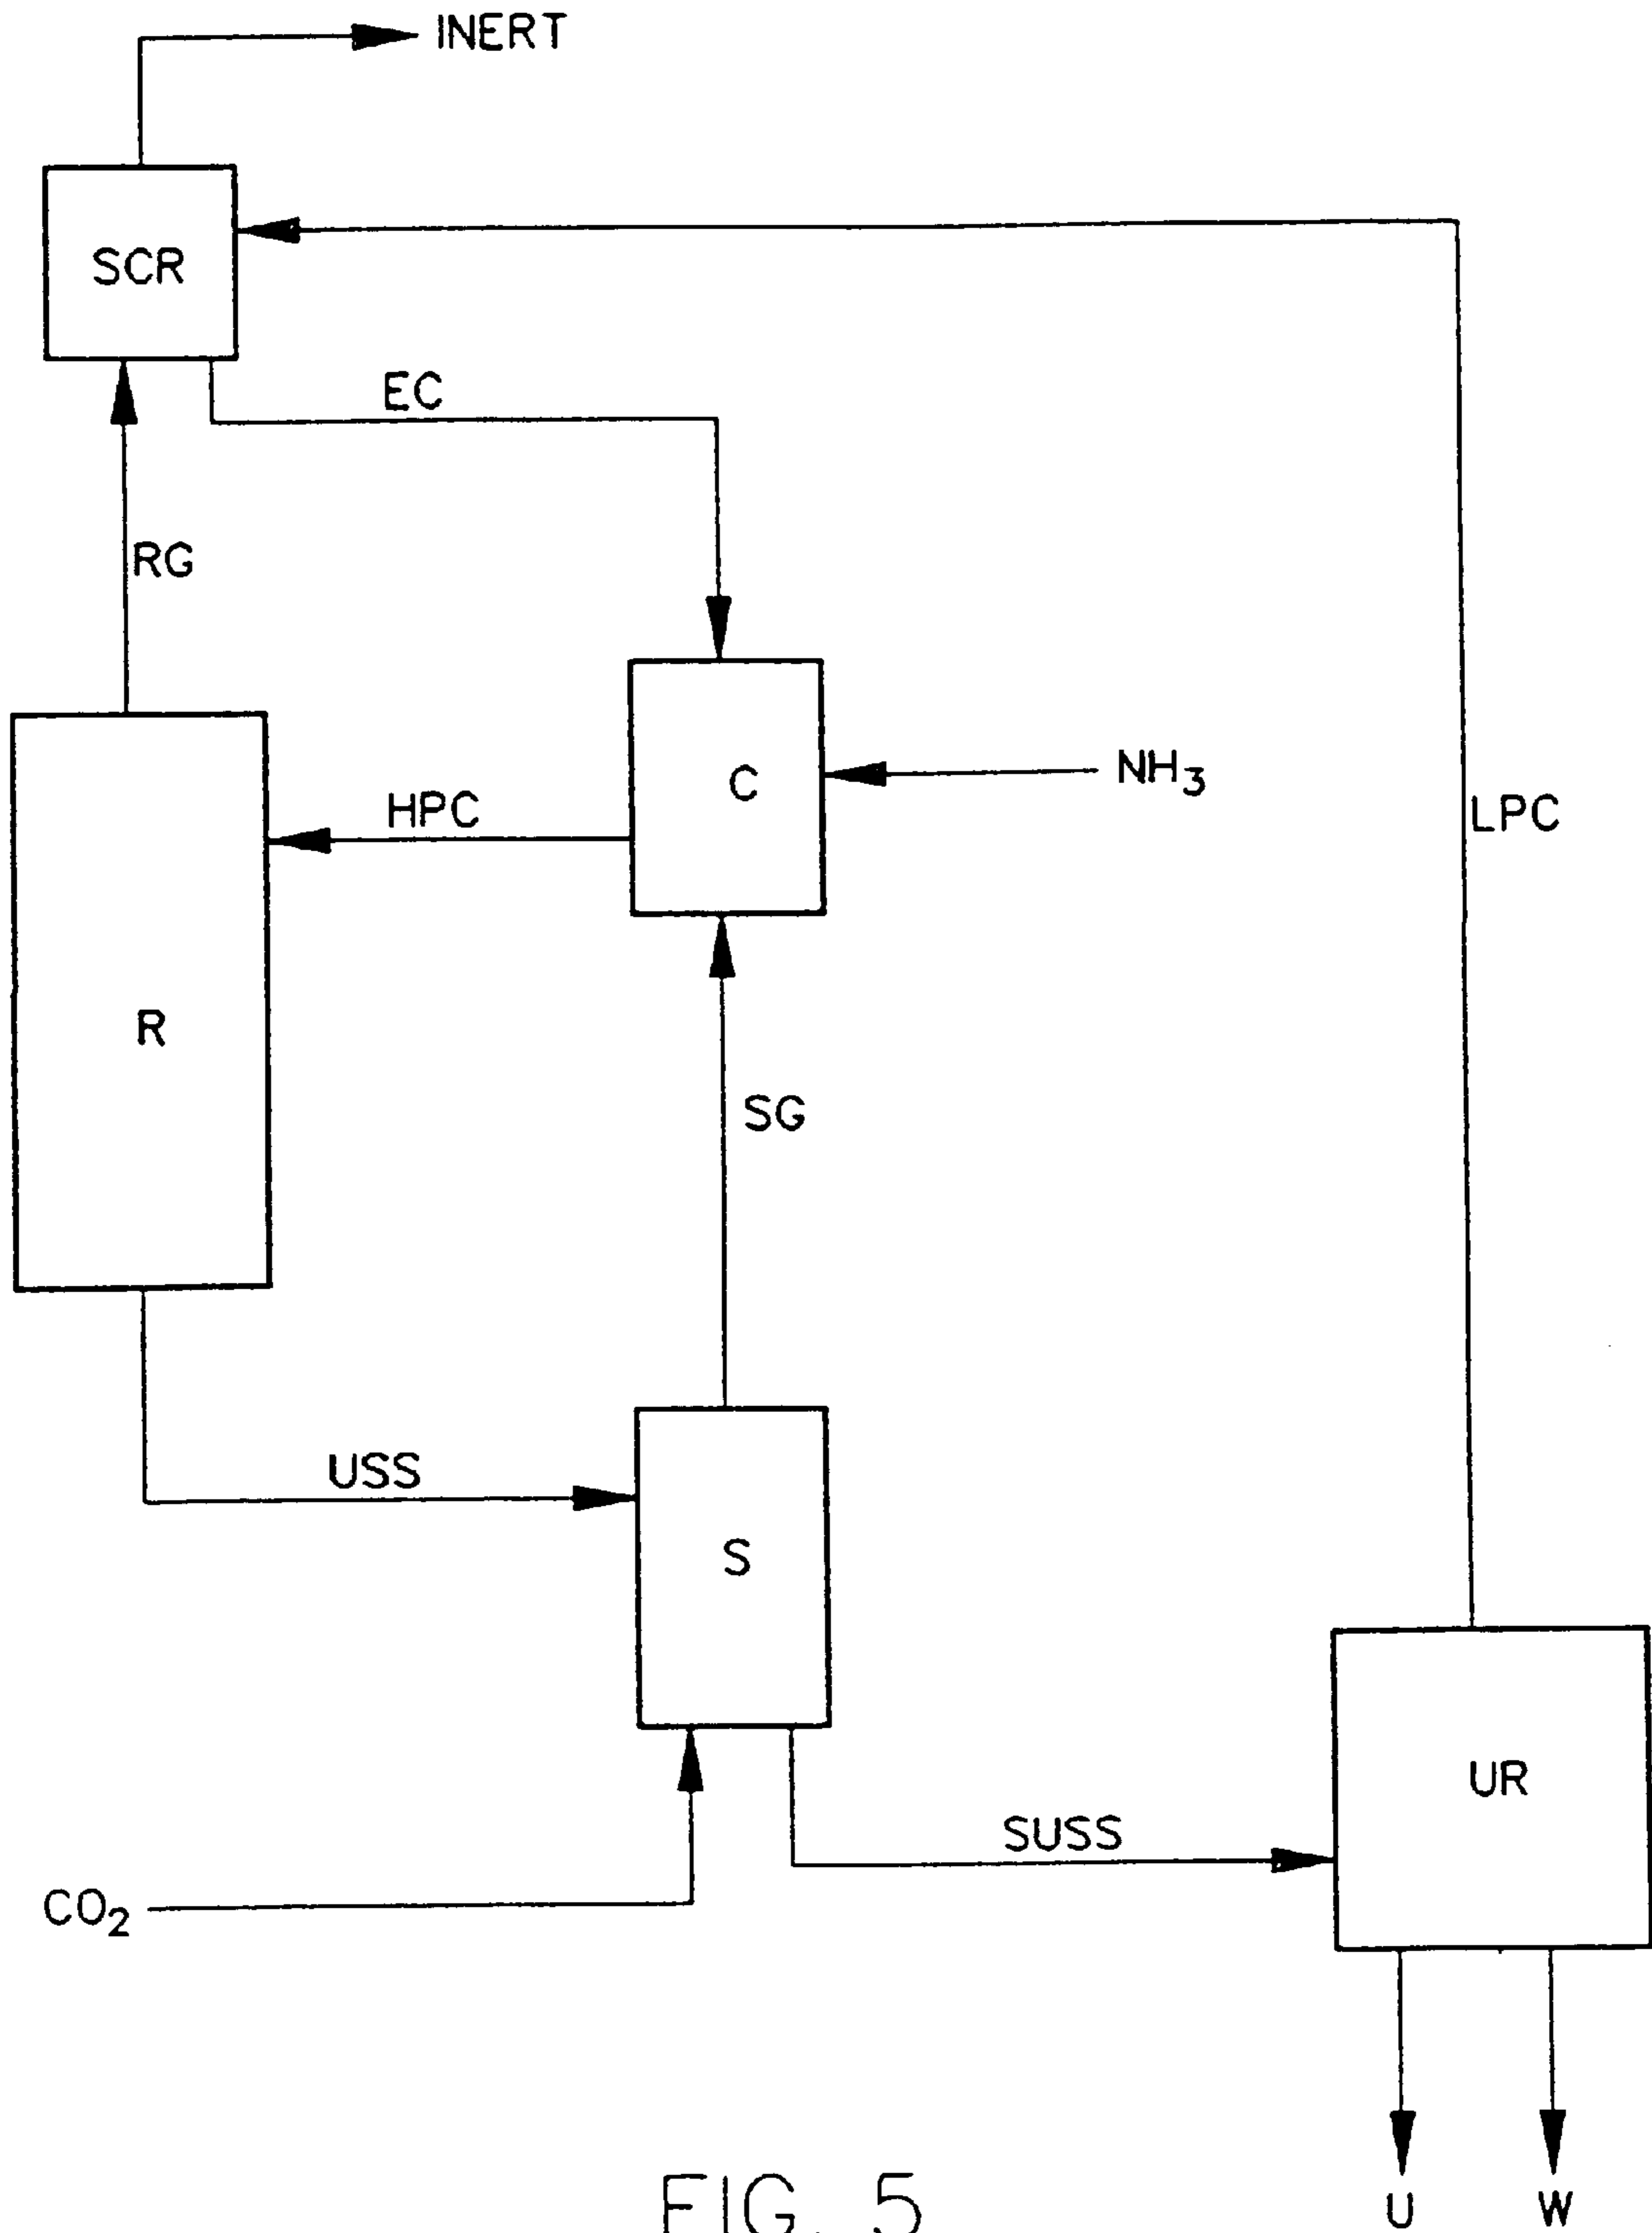 INERT
SCR
EC
RG
C
NH₃
HPC
LPC
R
SG
USS
S
UR
SUSS
CO₂
U
W
FIG. 5